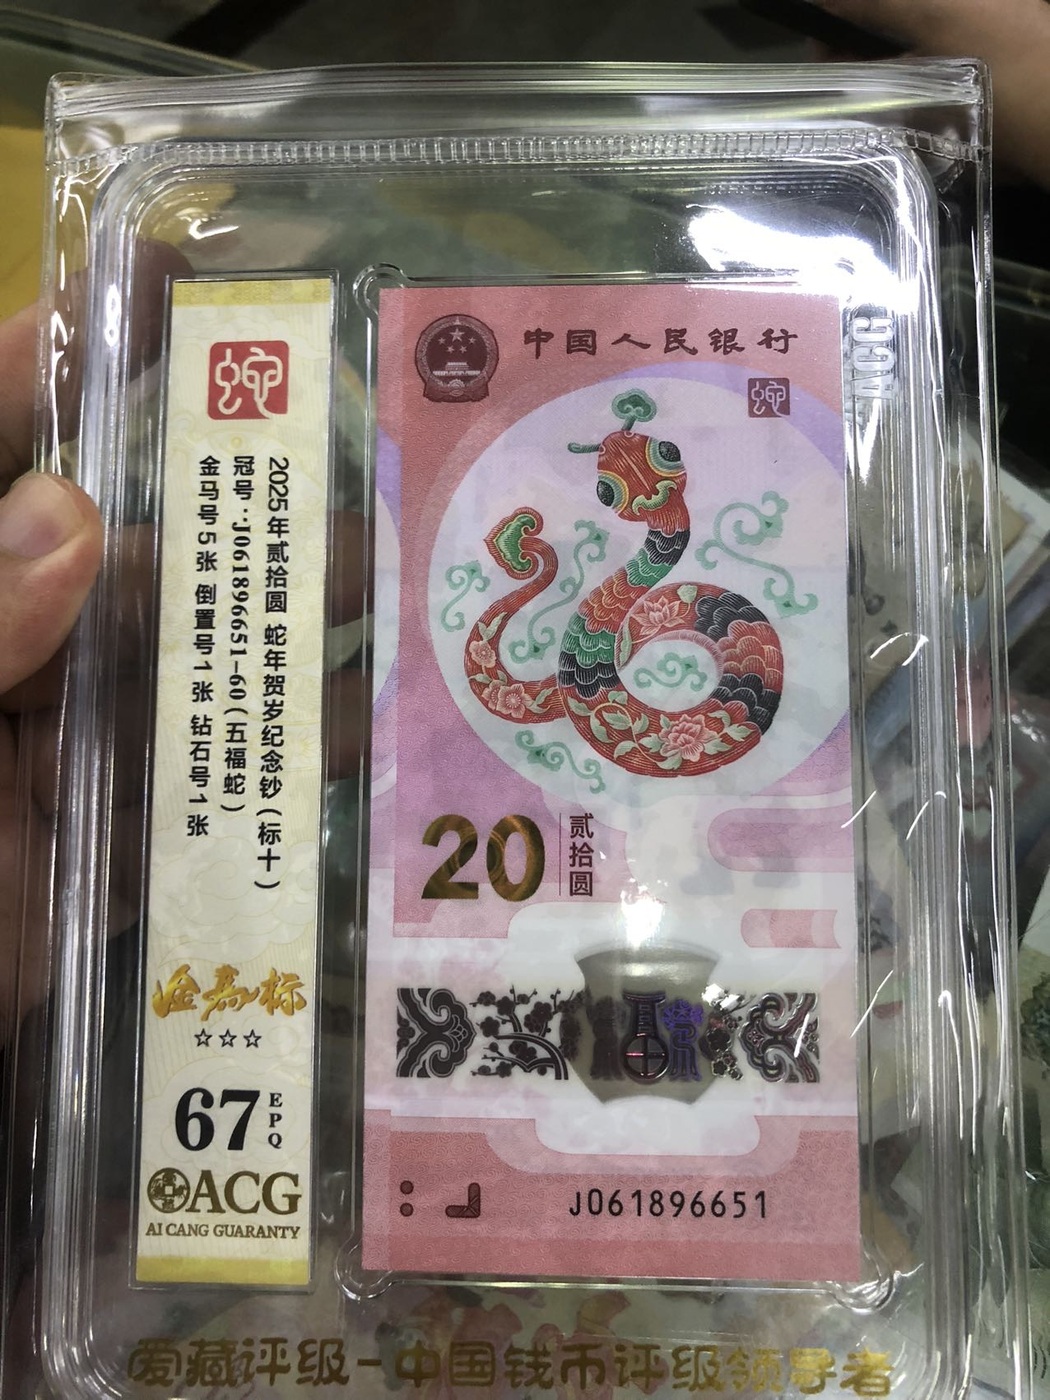 蛇
2025年贰拾圆 蛇年贺岁纪念钞(标十)
冠号:J061896651-60(五福蛇)
金马号5张 倒置号1张 钻石号1张
金马标
☆☆☆
67
EPQ
ACG
AI CANG GUARANTY
中国人民银行
蛇
20
贰拾圆
福
J061896651
ACG
爱藏评级-中国钱币评级领导者